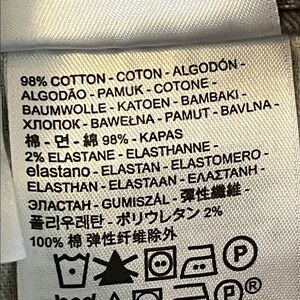 98% COTTON - COTON - ALGODÓN -
ALGODÃO - PAMUK - COTONE -
BAUMWOLLE - KATOEN - BAMBAKI -
ХЛОПОК - BAWEŁNA - PAMUT - BAVLNA -
棉 - 면 - 綿 98% - KAPAS
2% ELASTANE - ELASTHANNE -
elastano - ELASTAN - ELASTOMERO -
ELASTHAN - ELASTAAN - ΕΛΑΣΤΑΝΗ -
ЭЛАСТАН - GUMISZÁL - 弹性纖維 -
폴리우레탄 - ポリウレタン 2%
100% 棉 弹性纤维除外
P
P